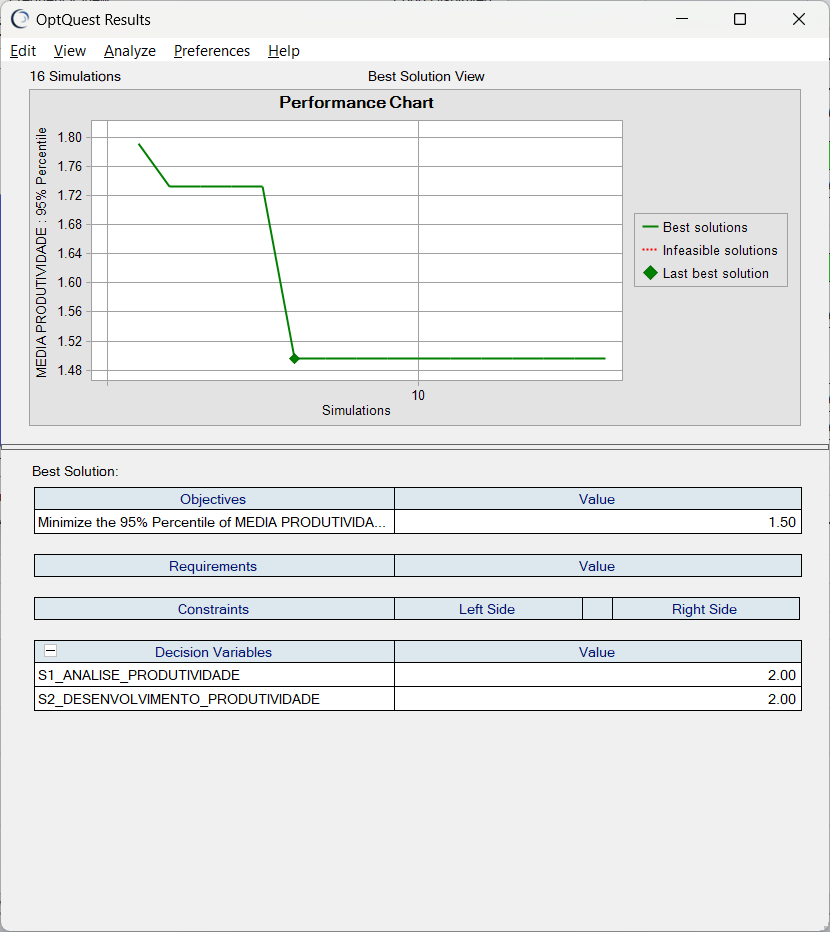 OptQuest Results
Edit View Analyze Preferences Help
16 Simulations
Best Solution View
Performance Chart
MEDIA PRODUTIVIDADE : 95% Percentile
1.80
1.76
1.72
1.68
1.64
1.60
1.56
1.52
1.48
10
Simulations
Best solutions
Infeasible solutions
Last best solution
Best Solution:
Objectives Value
Minimize the 95% Percentile of MEDIA PRODUTIVIDA... 1.50
Requirements Value
Constraints Left Side Right Side
Decision Variables Value
S1_ANALISE_PRODUTIVIDADE 2.00
S2_DESENVOLVIMENTO_PRODUTIVIDADE 2.00